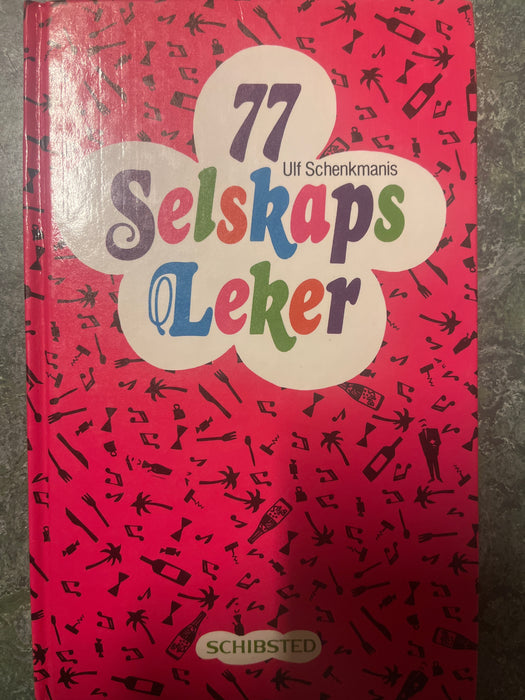 77
Ulf Schenkmanis
Selskaps
Leker
SCHIBSTED